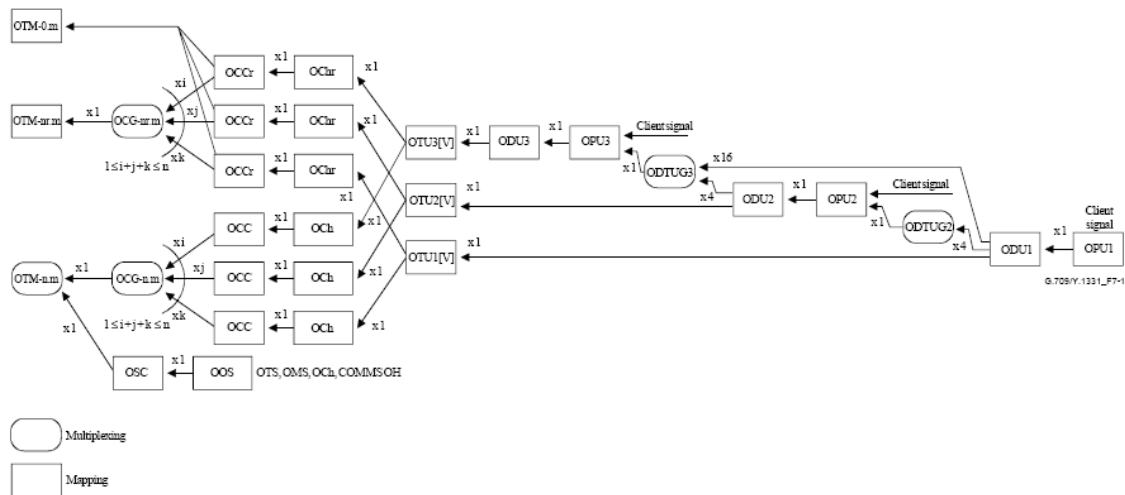 OTM-0.m
OCCr x1 OChr x1
xi
OTM-nr.m x1 OCG-nr.m xj OCCr x1 OChr x1
xk
1≤i+j+k≤n
OCCr x1 OChr x1
OTU3[V] x1 ODU3 x1 OPU3 Client signal
x1 ODTUG3 x16
OTU2[V] x1 x4 ODU2 x1 OPU2 Client signal
x1 ODTUG2 x4
OTU1[V] x1 ODU1 x1 OPU1
Client
signal
G.709/Y.1331_F7-1
OCC x1 OCh x1
xi
OTM-n.m x1 OCG-n.m xj OCC x1 OCh x1
xk
1≤i+j+k≤n
OCC x1 OCh x1
x1
OSC x1 OOS OTS, OMS, OCh, COMMS OH
Multiplexing
Mapping